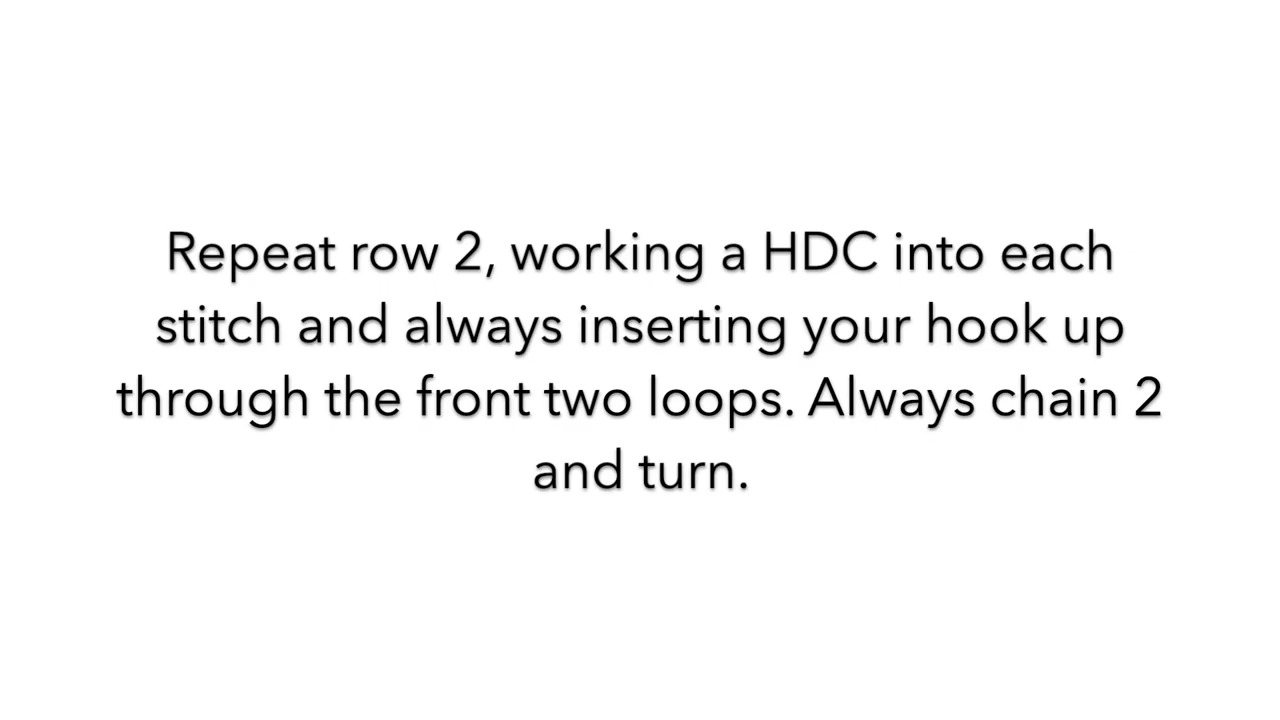 Repeat row 2, working a HDC into each
stitch and always inserting your hook up
through the front two loops. Always chain 2
and turn.